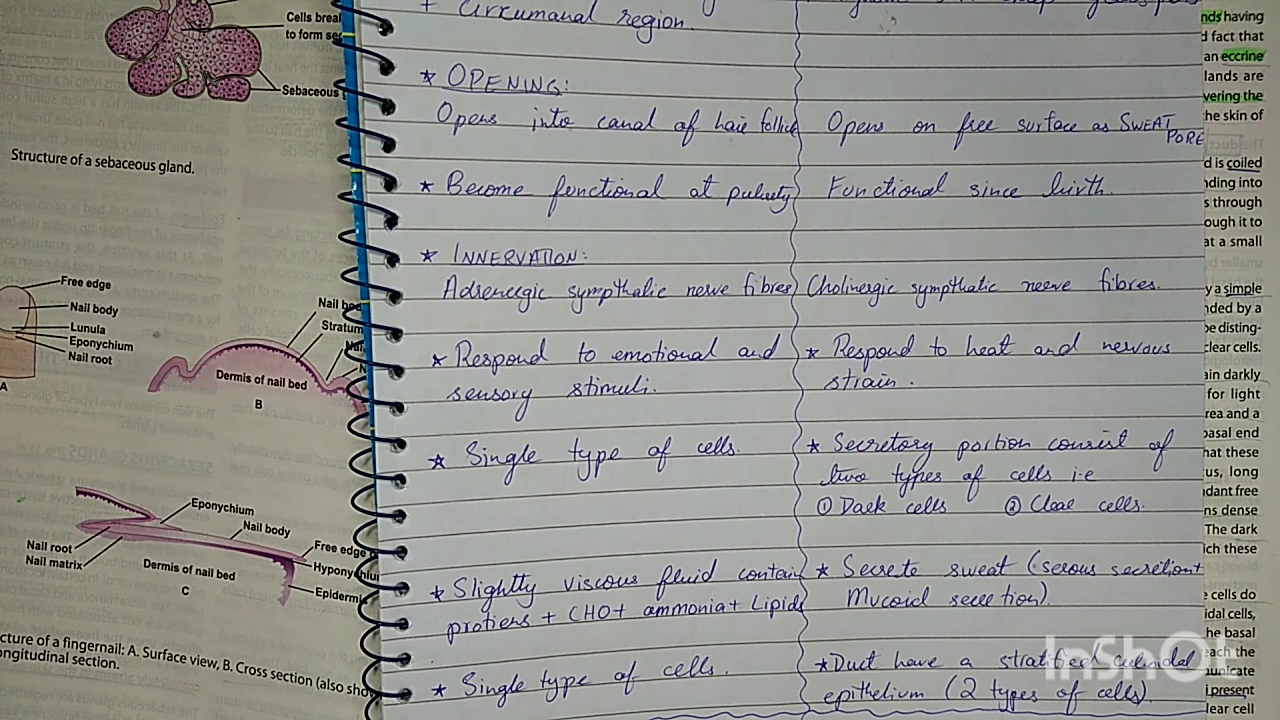 Cells break
to form
Sebaceous
Structure of a sebaceous gland.
Free edge
Nail body
Lunula
Eponychium
Nail root
A
Nail bed
Stratum
Dermis of nail bed
B
Eponychium
Nail body
Free edge
Hyponychium
Nail root
Nail matrix
Dermis of nail bed
Epidermis
C
cture of a fingernail: A. Surface view, B. Cross section (also sho
ongitudinal section.
+ Circumanal region.
* OPENING:
Opens into canal of hair follicle
Opens on free surface as SWEAT
PORE
* Become functional at puberty
Functional since birth.
* INNERVATION:
Adrenergic sympthatic nerve fibres
Cholinergic sympthatic nerve fibres.
* Respond to emotional and
sensory stimuli.
* Respond to heat and nervous
strain.
* Single type of cells.
* Secretory portion consist of
two types of cells i.e
① Dark cells ② Clear cells.
* Slightly viscous fluid contain
protiens + CHO+ ammonia+ Lipids
* Secrete sweat (serous secretion+
Mucoid secetion).
* Single type of cells.
* Duct have a stratified cuboidal
epithelium (2 types of cells).
nds having
d fact that
an eccrine
lands are
vering the
he skin of
d is coiled
nding into
s through
ough it to
at a small
y a simple
nded by a
be disting-
clear cells.
ain darkly
for light
rea and a
basal end
hat these
us, long
dant free
ns dense
The dark
ich these
e cells do
idal cells,
he basal
each the
unicate
i present
lear cell
InShOt